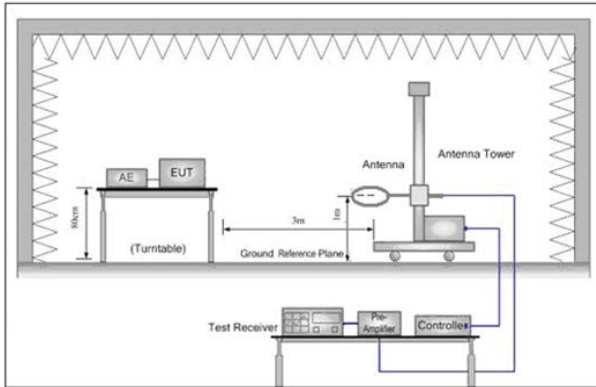 Antenna Tower
Antenna
AE
EUT
80cm
3m
1m
(Turntable)
Ground Reference Plane
Test Receiver
Pre-
Amplifier
Controller